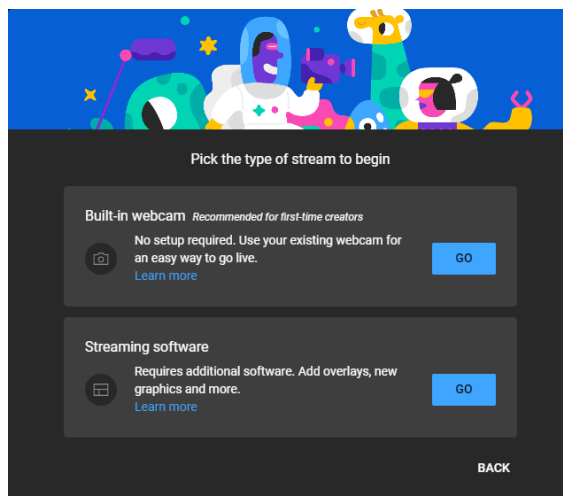 Pick the type of stream to begin
Built-in webcam Recommended for first-time creators
No setup required. Use your existing webcam for
an easy way to go live.
Learn more
GO
Streaming software
Requires additional software. Add overlays, new
graphics and more.
Learn more
GO
BACK